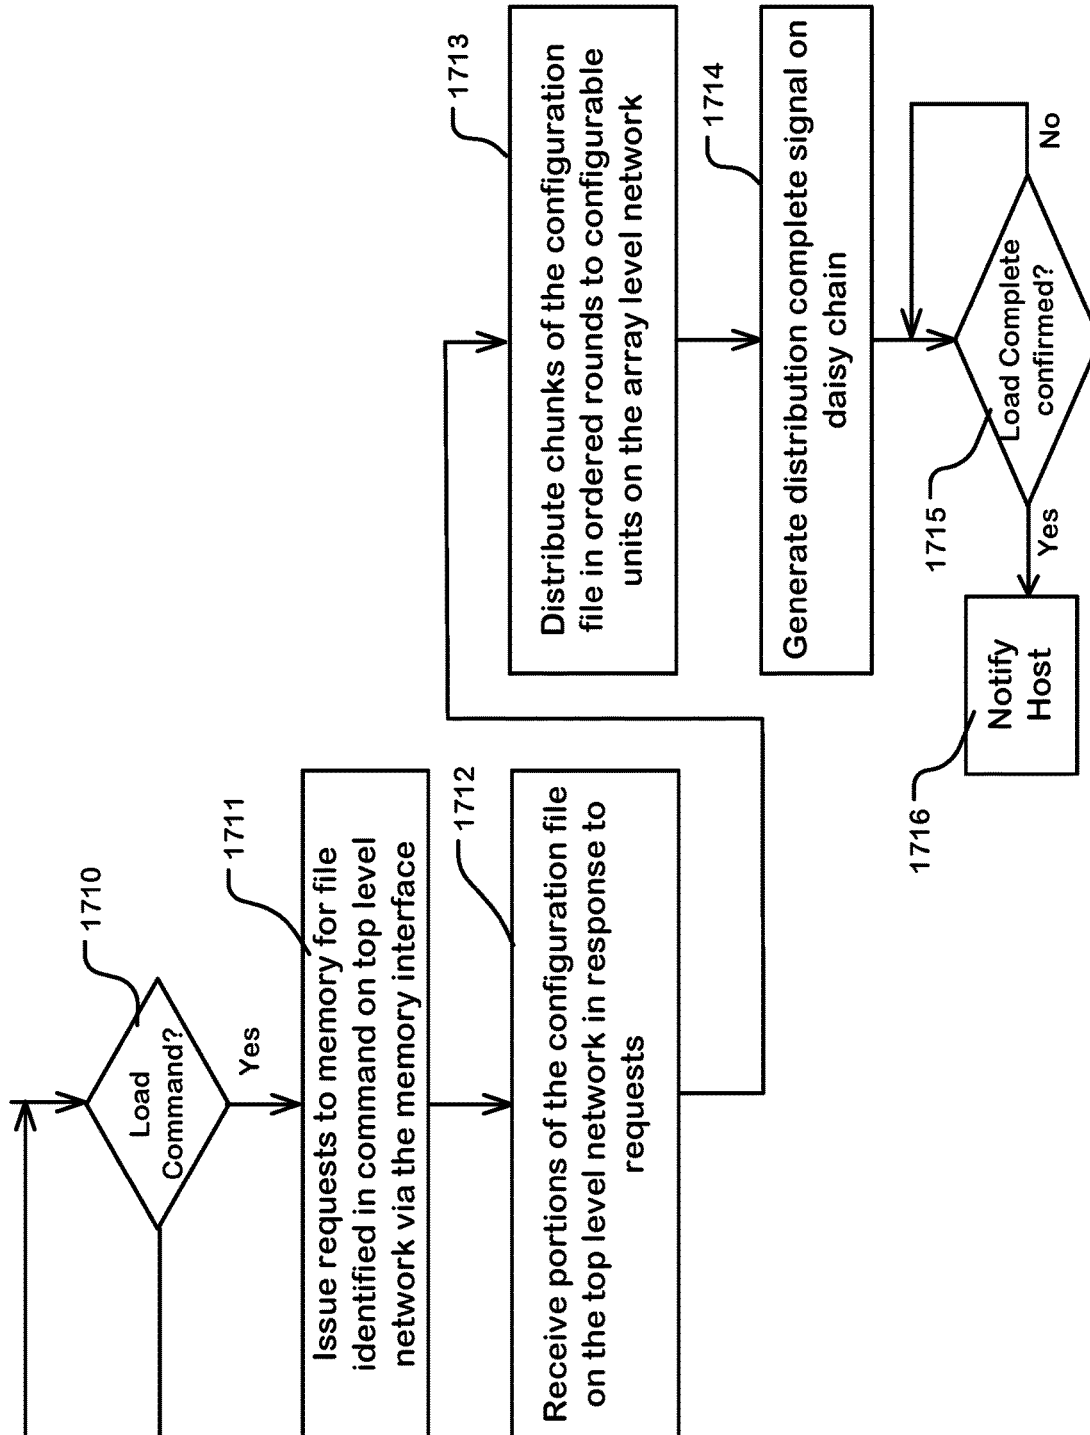 1710
Load
Command?
Yes
1711
Issue requests to memory for file
identified in command on top level
network via the memory interface
1712
Receive portions of the configuration file
on the top level network in response to
requests
1713
Distribute chunks of the configuration
file in ordered rounds to configurable
units on the array level network
1714
Generate distribution complete signal on
daisy chain
1715
Load Complete
confirmed?
No
Yes
1716
Notify
Host